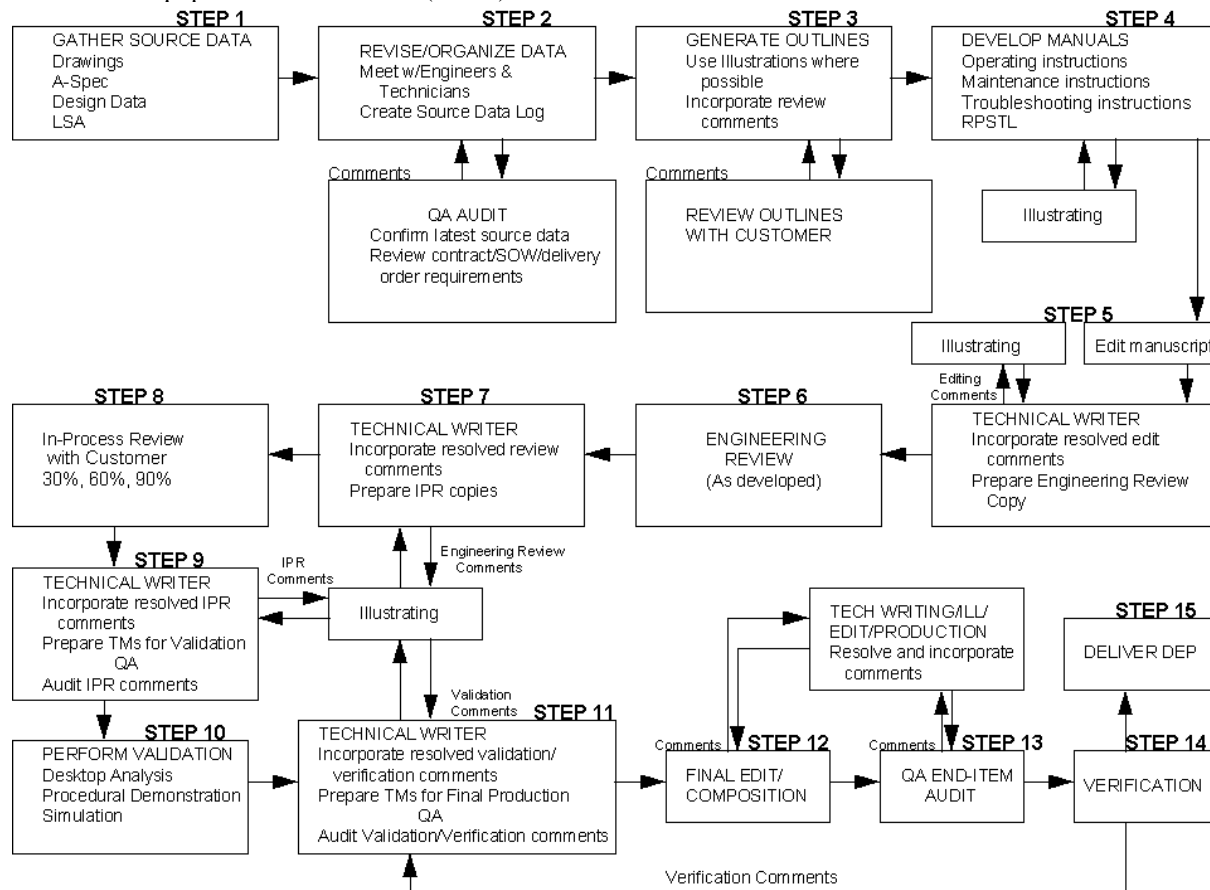 STEP 1
GATHER SOURCE DATA
Drawings
A-Spec
Design Data
LSA
STEP 2
REVISE/ORGANIZE DATA
Meet w/Engineers &
Technicians
Create Source Data Log
STEP 3
GENERATE OUTLINES
Use Illustrations where
possible
Incorporate review
comments
STEP 4
DEVELOP MANUALS
Operating instructions
Maintenance instructions
Troubleshooting instructions
RPSTL
Comments
QA AUDIT
Confirm latest source data
Review contract/SOW/delivery
order requirements
Comments
REVIEW OUTLINES
WITH CUSTOMER
Illustrating
STEP 5
Illustrating
Edit manuscript
Editing
Comments
TECHNICAL WRITER
Incorporate resolved edit
comments
Prepare Engineering Review
Copy
STEP 6
ENGINEERING
REVIEW
(As developed)
STEP 7
TECHNICAL WRITER
Incorporate resolved review
comments
Prepare IPR copies
STEP 8
In-Process Review
with Customer
30%, 60%, 90%
STEP 9
TECHNICAL WRITER
Incorporate resolved IPR
comments
Prepare TMs for Validation
QA
Audit IPR comments
IPR
Comments
Engineering Review
Comments
Illustrating
Validation
Comments
STEP 10
PERFORM VALIDATION
Desktop Analysis
Procedural Demonstration
Simulation
STEP 11
TECHNICAL WRITER
Incorporate resolved validation/
verification comments
Prepare TMs for Final Production
QA
Audit Validation/Verification comments
TECH WRITING/ILL/
EDIT/PRODUCTION
Resolve and incorporate
comments
Comments
STEP 12
FINAL EDIT/
COMPOSITION
Comments
STEP 13
QA END-ITEM
AUDIT
STEP 14
VERIFICATION
STEP 15
DELIVER DEP
Verification Comments